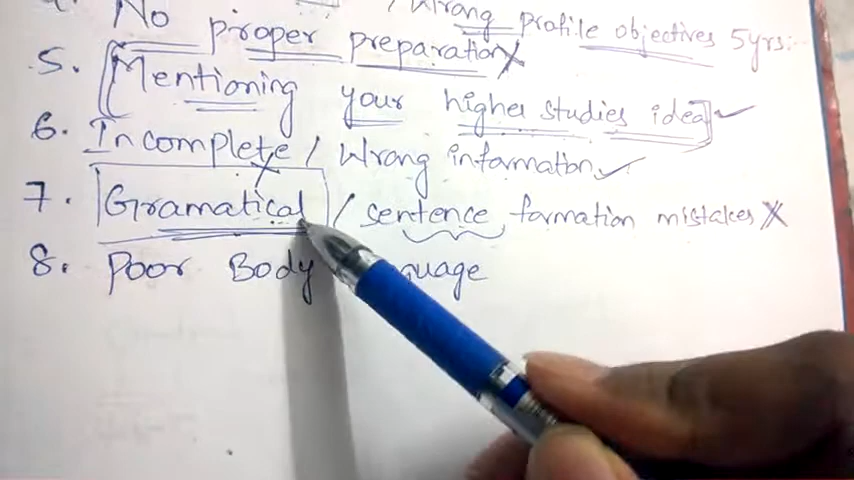 / Wrong profile objectives 5yrs.
No proper preparation
5. [Mentioning your higher studies idea]
6. Incomplete / Wrong information
7. Gramatical / sentence formation mistakes
8. Poor Body